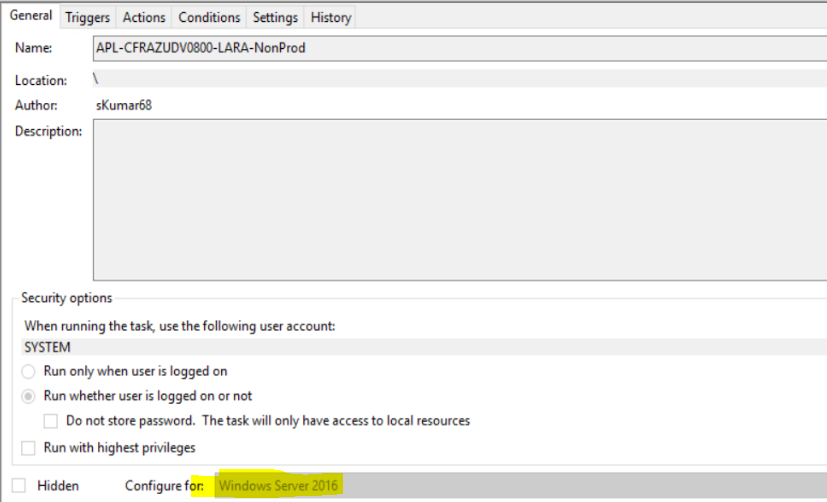 General Triggers Actions Conditions Settings History
Name: APL-CFRAZUDV0800-LARA-NonProd
Location: \
Author: sKumar68
Description:
Security options
When running the task, use the following user account:
SYSTEM
Run only when user is logged on
Run whether user is logged on or not
Do not store password. The task will only have access to local resources
Run with highest privileges
Hidden Configure for: Windows Server 2016